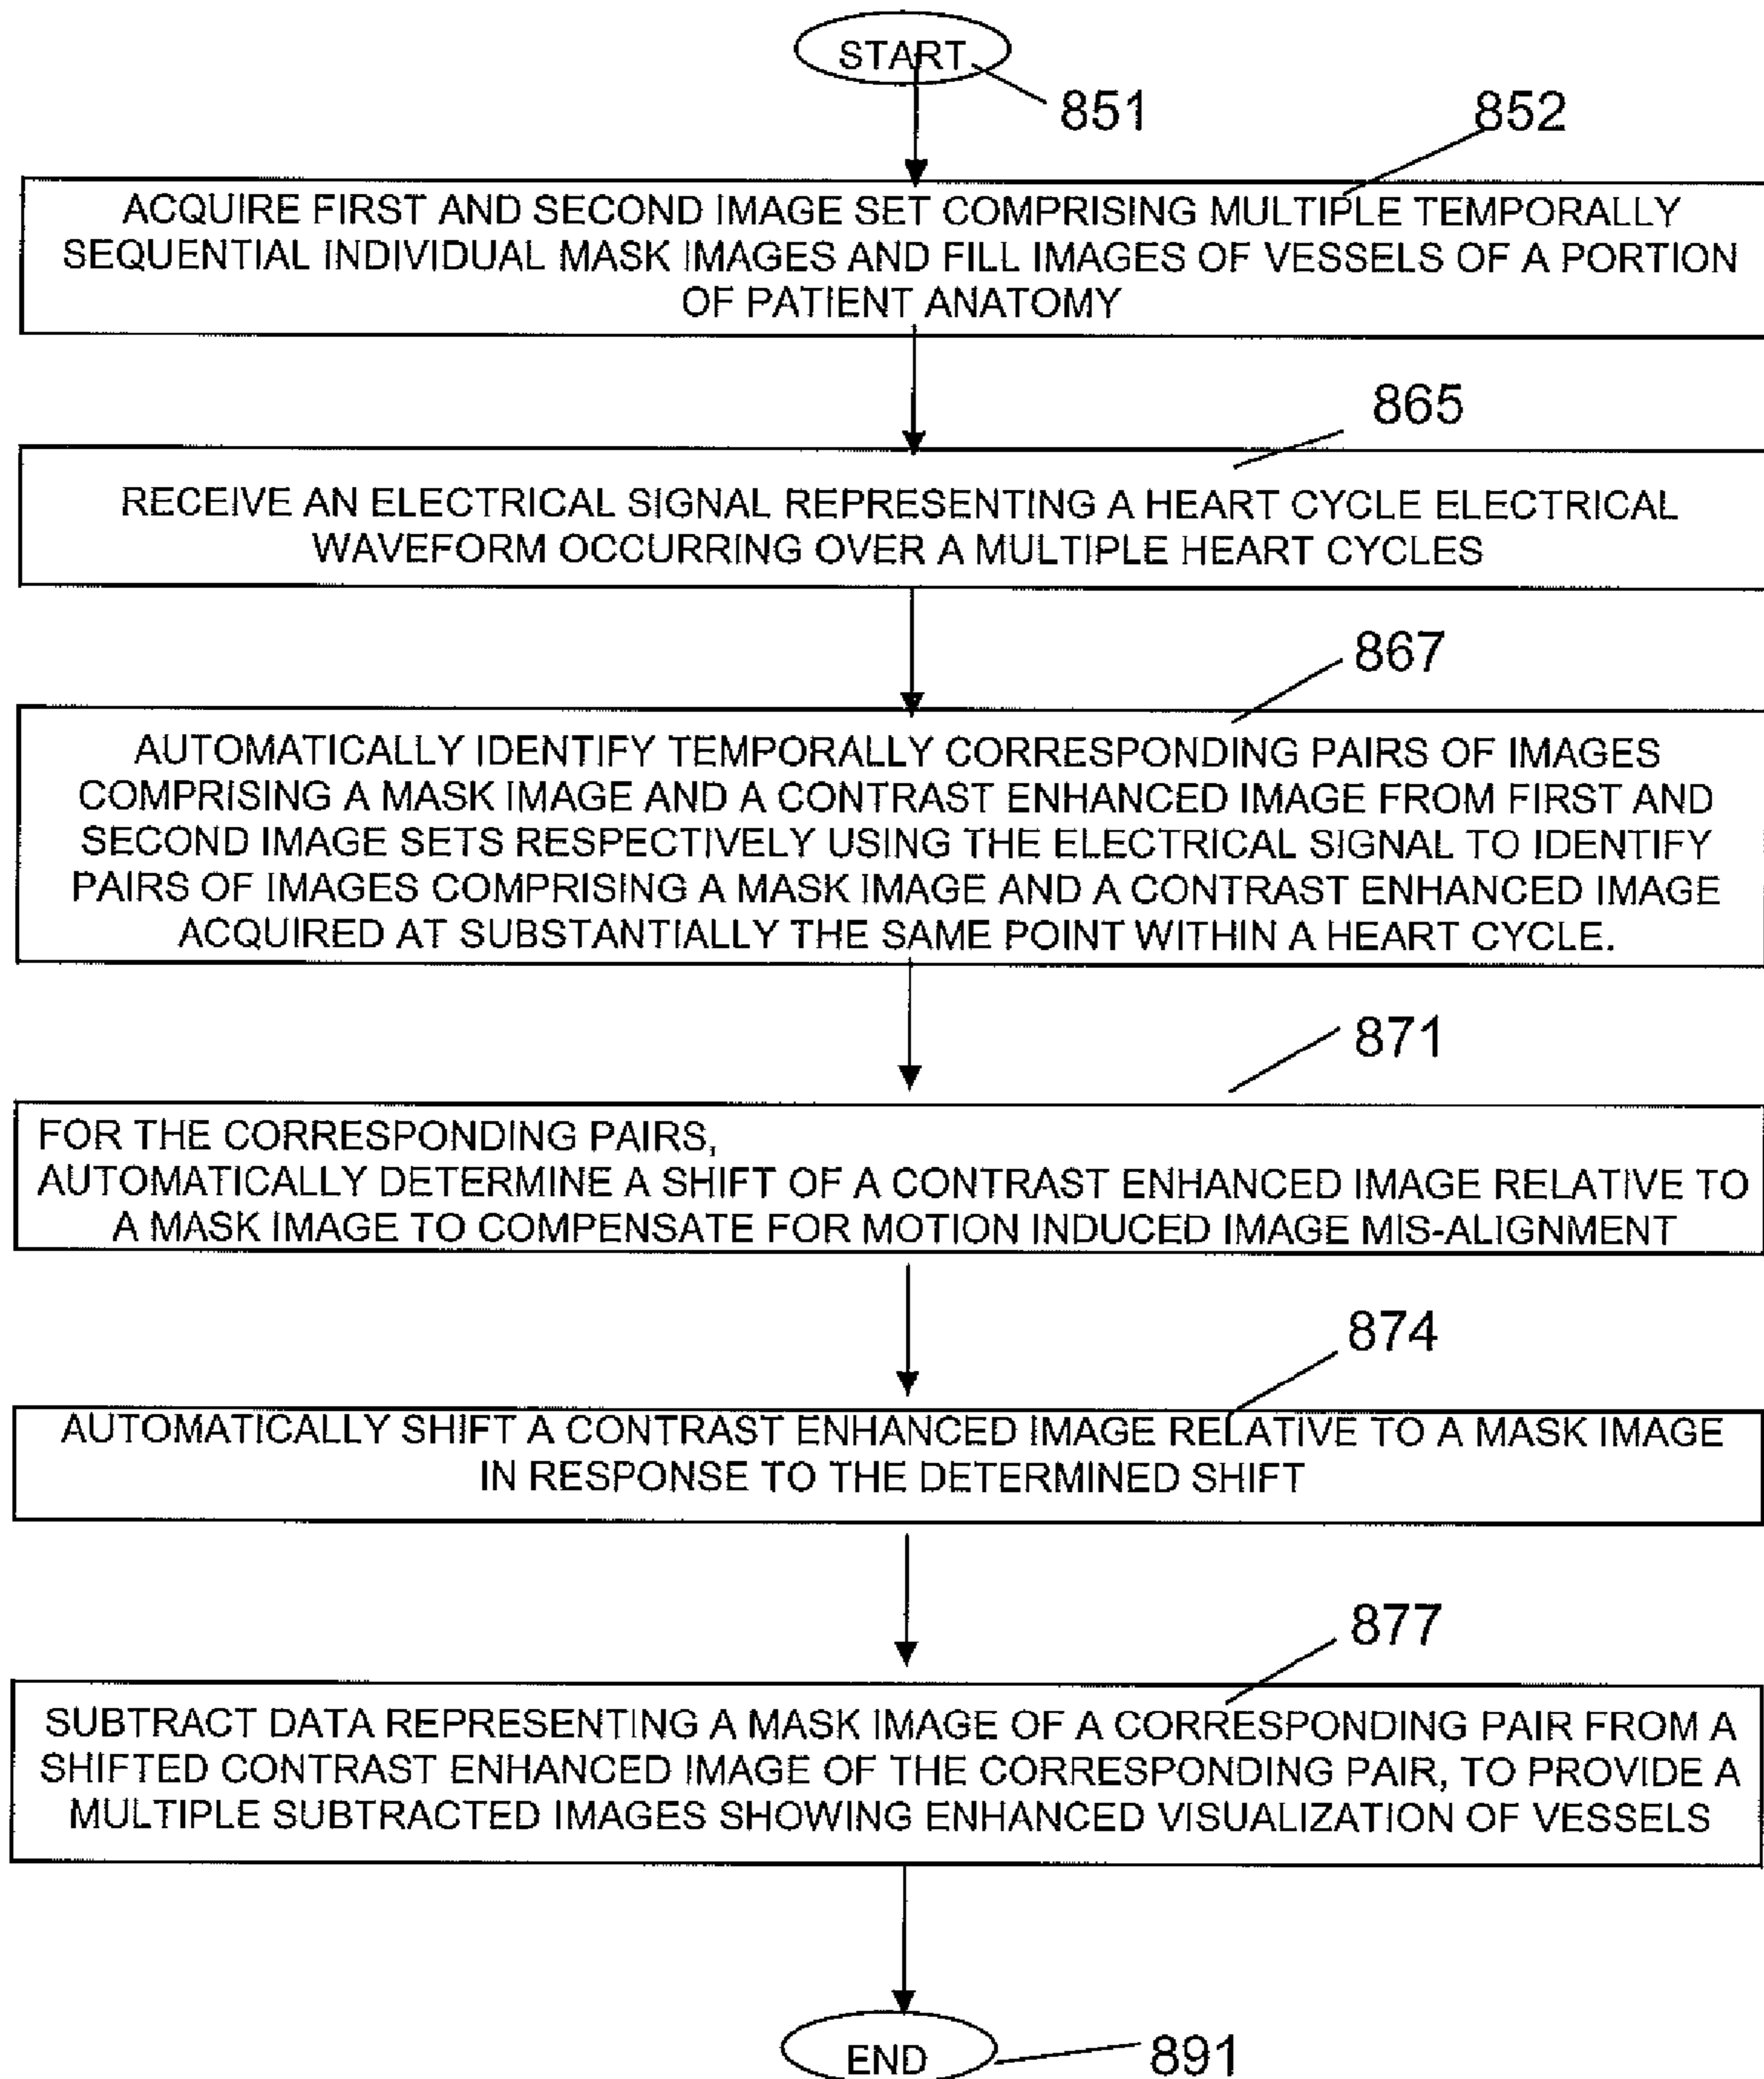 START
851
852
ACQUIRE FIRST AND SECOND IMAGE SET COMPRISING MULTIPLE TEMPORALLY
SEQUENTIAL INDIVIDUAL MASK IMAGES AND FILL IMAGES OF VESSELS OF A PORTION
OF PATIENT ANATOMY
865
RECEIVE AN ELECTRICAL SIGNAL REPRESENTING A HEART CYCLE ELECTRICAL
WAVEFORM OCCURRING OVER A MULTIPLE HEART CYCLES
867
AUTOMATICALLY IDENTIFY TEMPORALLY CORRESPONDING PAIRS OF IMAGES
COMPRISING A MASK IMAGE AND A CONTRAST ENHANCED IMAGE FROM FIRST AND
SECOND IMAGE SETS RESPECTIVELY USING THE ELECTRICAL SIGNAL TO IDENTIFY
PAIRS OF IMAGES COMPRISING A MASK IMAGE AND A CONTRAST ENHANCED IMAGE
ACQUIRED AT SUBSTANTIALLY THE SAME POINT WITHIN A HEART CYCLE.
871
FOR THE CORRESPONDING PAIRS,
AUTOMATICALLY DETERMINE A SHIFT OF A CONTRAST ENHANCED IMAGE RELATIVE TO
A MASK IMAGE TO COMPENSATE FOR MOTION INDUCED IMAGE MIS-ALIGNMENT
874
AUTOMATICALLY SHIFT A CONTRAST ENHANCED IMAGE RELATIVE TO A MASK IMAGE
IN RESPONSE TO THE DETERMINED SHIFT
877
SUBTRACT DATA REPRESENTING A MASK IMAGE OF A CORRESPONDING PAIR FROM A
SHIFTED CONTRAST ENHANCED IMAGE OF THE CORRESPONDING PAIR, TO PROVIDE A
MULTIPLE SUBTRACTED IMAGES SHOWING ENHANCED VISUALIZATION OF VESSELS
END
891